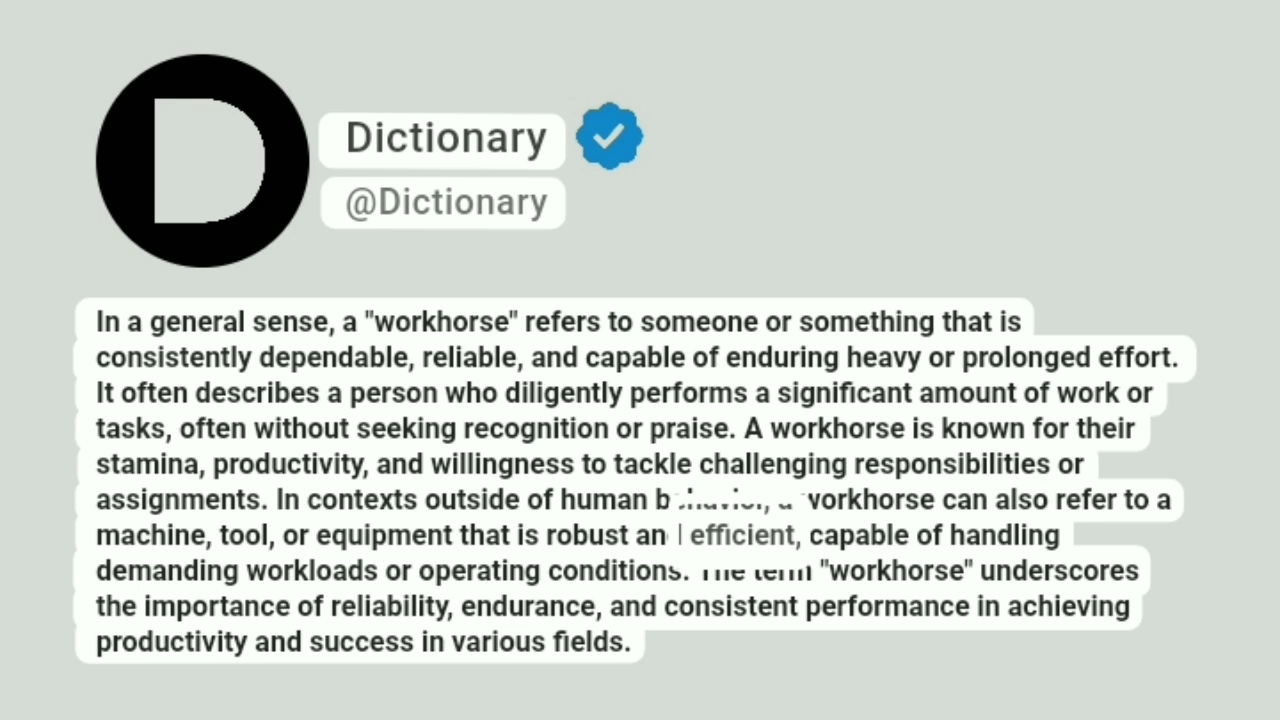 D
Dictionary
@Dictionary
In a general sense, a "workhorse" refers to someone or something that is
consistently dependable, reliable, and capable of enduring heavy or prolonged effort.
It often describes a person who diligently performs a significant amount of work or
tasks, often without seeking recognition or praise. A workhorse is known for their
stamina, productivity, and willingness to tackle challenging responsibilities or
assignments. In contexts outside of human behavior, a workhorse can also refer to a
machine, tool, or equipment that is robust and efficient, capable of handling
demanding workloads or operating conditions. The term "workhorse" underscores
the importance of reliability, endurance, and consistent performance in achieving
productivity and success in various fields.